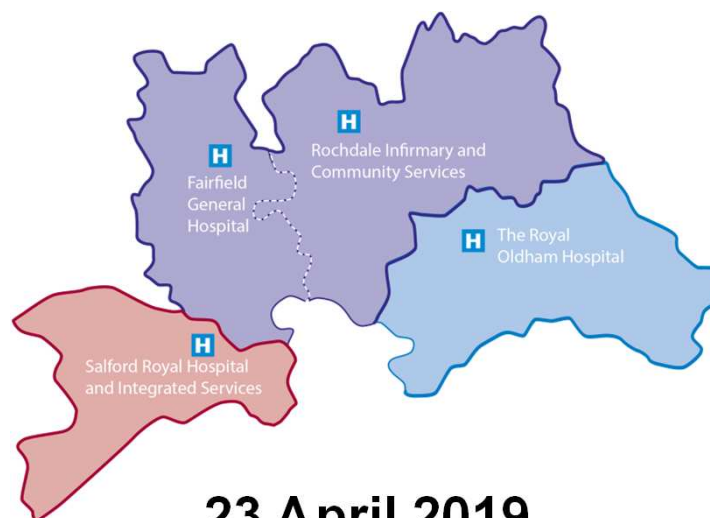 H
Rochdale Infirmary and
Community Services
H
Fairfield
General
Hospital
H
The Royal
Oldham Hospital
H
Salford Royal Hospital
and Integrated Services
23 April 2019